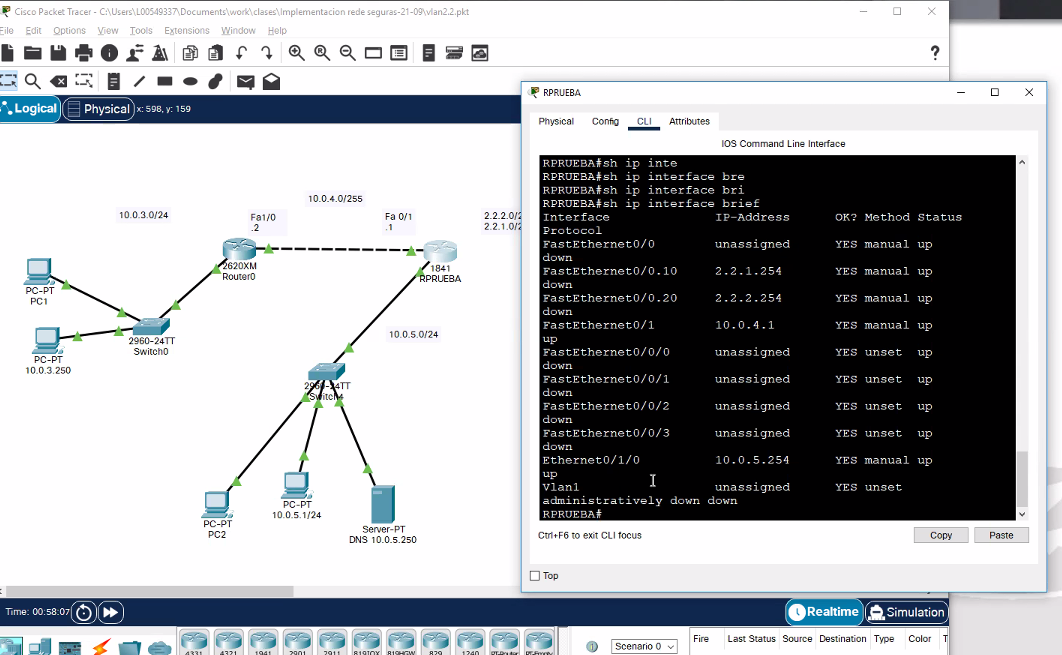 Cisco Packet Tracer - C:\Users\L00549337\Documents\work\clases\Implementacion rede seguras-21-09\vlan2.2.pkt
File Edit Options View Tools Extensions Window Help
?
Logical Physical x: 598, y: 159
RPRUEBA
Physical Config CLI Attributes
IOS Command Line Interface
RPRUEBA#sh ip inte
RPRUEBA#sh ip interface bre
RPRUEBA#sh ip interface bri
RPRUEBA#sh ip interface brief
Interface IP-Address OK? Method Status
Protocol
FastEthernet0/0 unassigned YES manual up
down
FastEthernet0/0.10 2.2.1.254 YES manual up
down
FastEthernet0/0.20 2.2.2.254 YES manual up
down
FastEthernet0/1 10.0.4.1 YES manual up
up
FastEthernet0/0/0 unassigned YES unset up
down
FastEthernet0/0/1 unassigned YES unset up
down
FastEthernet0/0/2 unassigned YES unset up
down
FastEthernet0/0/3 unassigned YES unset up
down
Ethernet0/1/0 10.0.5.254 YES manual up
up
Vlan1 unassigned YES unset
administratively down down
RPRUEBA#
Ctrl+F6 to exit CLI focus
Copy Paste
Top
10.0.4.0/255
10.0.3.0/24
Fa1/0
.2
Fa 0/1
.1
2.2.2.0/2
2.2.1.0/2
2620XM
Router0
1841
RPRUEBA
PC-PT
PC1
PC-PT
10.0.3.250
2960-24TT
Switch0
10.0.5.0/24
2960-24TT
Switch4
PC-PT
PC2
PC-PT
10.0.5.1/24
Server-PT
DNS 10.0.5.250
Time: 00:58:07
Realtime Simulation
4331 4321 1941 2901 2911 819IOX 819HGW 829 1240 PT-Router PT-Empty
Scenario 0
Fire Last Status Source Destination Type Color T